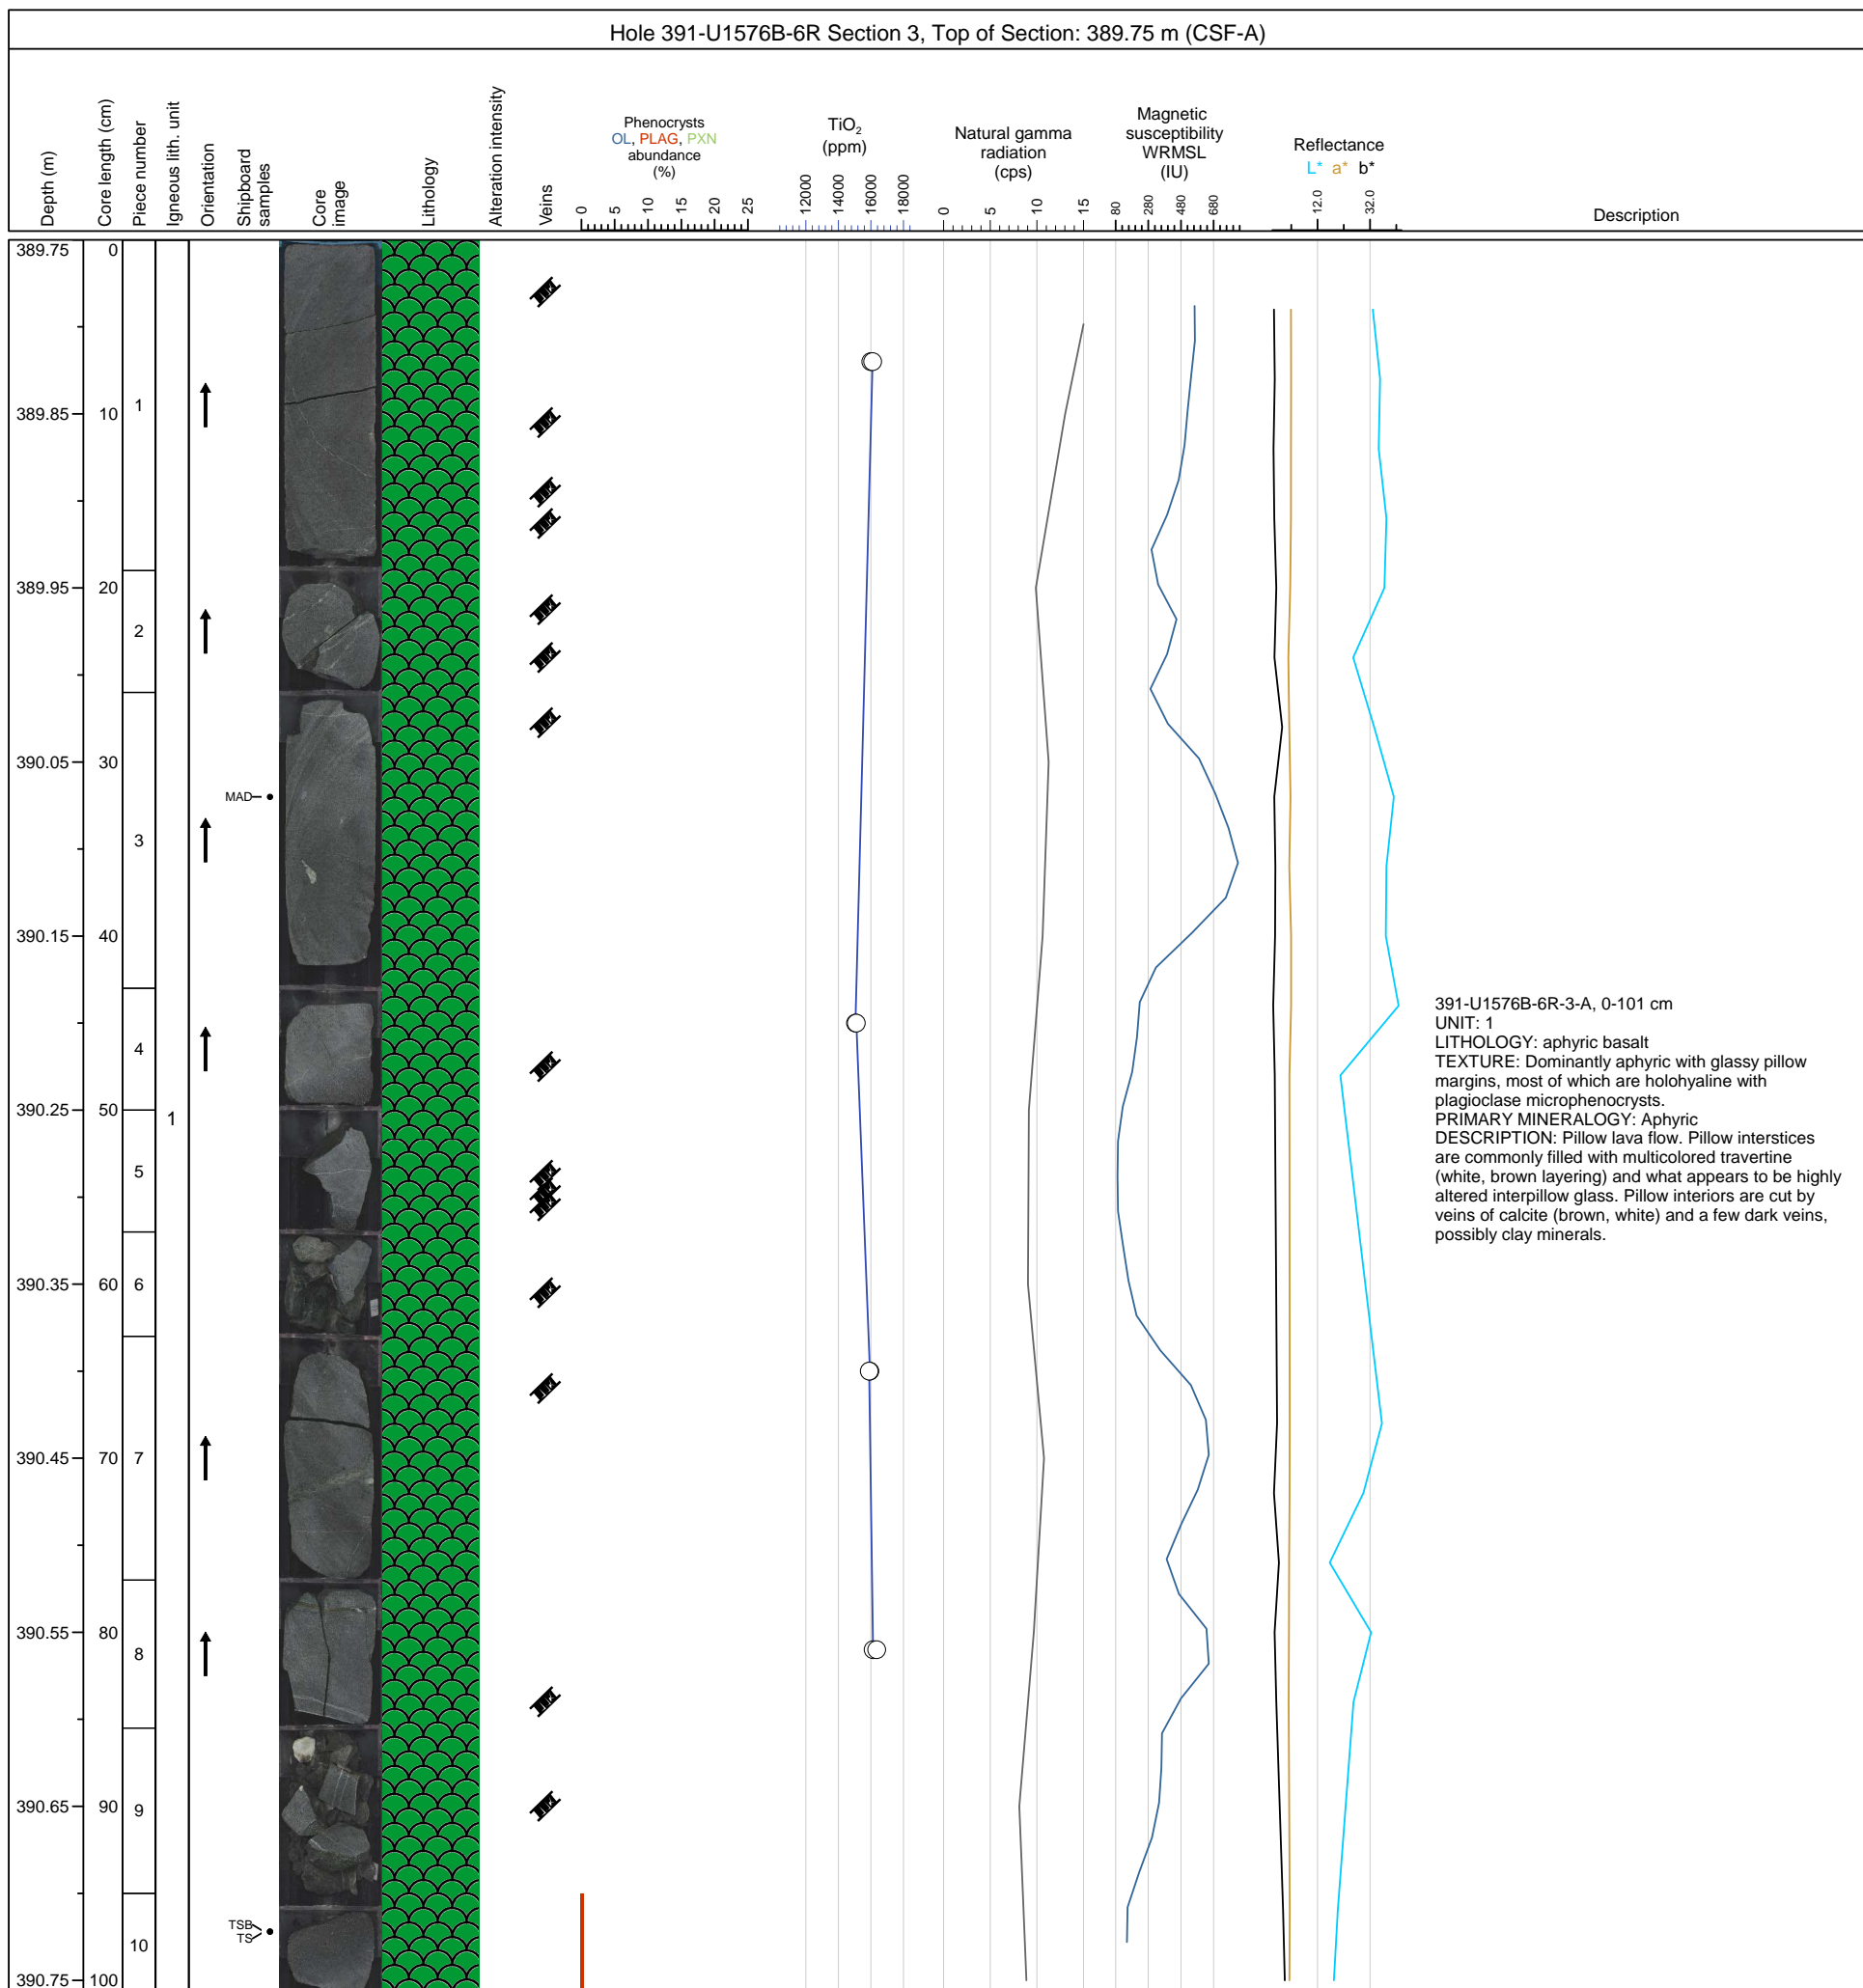 Hole 391-U1576B-6R Section 3, Top of Section: 389.75 m (CSF-A)
Depth (m)
Core length (cm)
Piece number
Igneous lith. unit
Orientation
Shipboard
samples
Core
image
Lithology
Alteration intensity
Veins
Phenocrysts
OL, PLAG, PXN
abundance
(%)
0 5 10 15 20 25
TiO2
(ppm)
12000 14000 16000 18000
Natural gamma
radiation
(cps)
0 5 10 15
Magnetic
susceptibility
WRMSL
(IU)
80 280 480 680
Reflectance
L* a* b*
12.0 32.0
Description
389.75 0
1
389.85 10
389.95 20
2
390.05 30
MAD
3
390.15 40
4
390.25 50
1
5
390.35 60 6
390.45 70 7
390.55 80
8
390.65 90 9
TSB
TS
10
390.75 100
391-U1576B-6R-3-A, 0-101 cm
UNIT: 1
LITHOLOGY: aphyric basalt
TEXTURE: Dominantly aphyric with glassy pillow
margins, most of which are holohyaline with
plagioclase microphenocrysts.
PRIMARY MINERALOGY: Aphyric
DESCRIPTION: Pillow lava flow. Pillow interstices
are commonly filled with multicolored travertine
(white, brown layering) and what appears to be highly
altered interpillow glass. Pillow interiors are cut by
veins of calcite (brown, white) and a few dark veins,
possibly clay minerals.